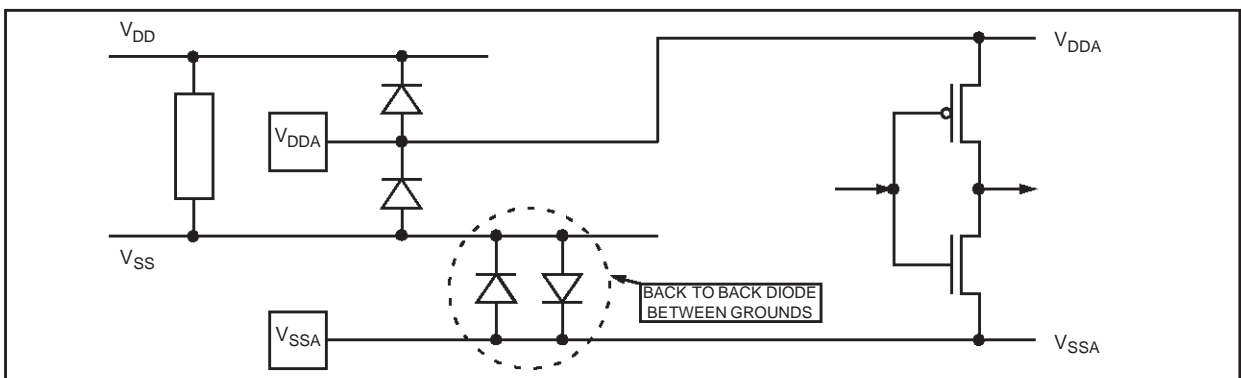 VDD
VDDA
VDDA
VSS
BACK TO BACK DIODE
BETWEEN GROUNDS
VSSA
VSSA